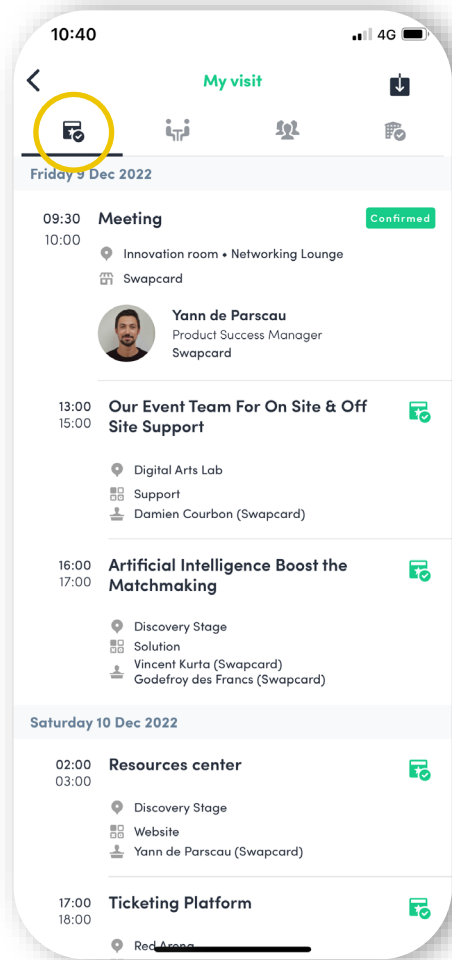 10:40
4G
My visit
Friday 9 Dec 2022
09:30 Meeting Confirmed
10:00
Innovation room • Networking Lounge
Swapcard
Yann de Parscau
Product Success Manager
Swapcard
13:00 Our Event Team For On Site & Off
15:00 Site Support
Digital Arts Lab
Support
Damien Courbon (Swapcard)
16:00 Artificial Intelligence Boost the
17:00 Matchmaking
Discovery Stage
Solution
Vincent Kurta (Swapcard)
Godefroy des Francs (Swapcard)
Saturday 10 Dec 2022
02:00 Resources center
03:00
Discovery Stage
Website
Yann de Parscau (Swapcard)
17:00 Ticketing Platform
18:00
Red Arena